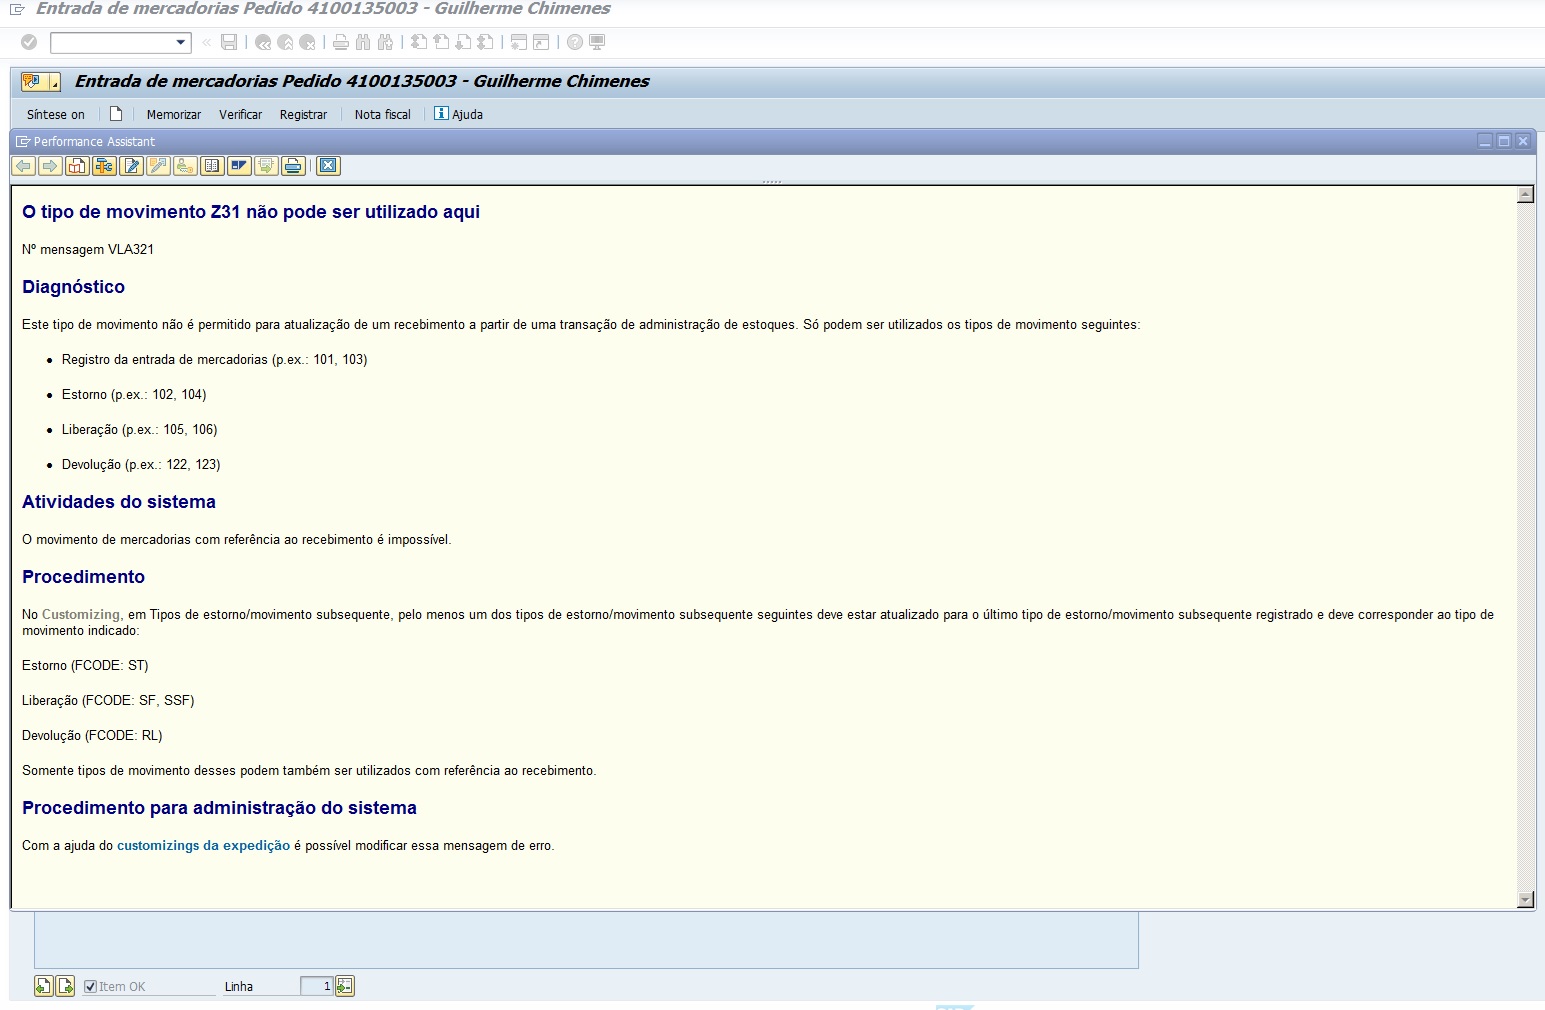 Entrada de mercadorias Pedido 4100135003 - Guilherme Chimenes
Entrada de mercadorias Pedido 4100135003 - Guilherme Chimenes
Síntese on Memorizar Verificar Registrar Nota fiscal Ajuda
Performance Assistant
O tipo de movimento Z31 não pode ser utilizado aqui
Nº mensagem VLA321
Diagnóstico
Este tipo de movimento não é permitido para atualização de um recebimento a partir de uma transação de administração de estoques. Só podem ser utilizados os tipos de movimento seguintes:
• Registro da entrada de mercadorias (p.ex.: 101, 103)
• Estorno (p.ex.: 102, 104)
• Liberação (p.ex.: 105, 106)
• Devolução (p.ex.: 122, 123)
Atividades do sistema
O movimento de mercadorias com referência ao recebimento é impossível.
Procedimento
No Customizing, em Tipos de estorno/movimento subsequente, pelo menos um dos tipos de estorno/movimento subsequente seguintes deve estar atualizado para o último tipo de estorno/movimento subsequente registrado e deve corresponder ao tipo de
movimento indicado:
Estorno (FCODE: ST)
Liberação (FCODE: SF, SSF)
Devolução (FCODE: RL)
Somente tipos de movimento desses podem também ser utilizados com referência ao recebimento.
Procedimento para administração do sistema
Com a ajuda do customizings da expedição é possível modificar essa mensagem de erro.
Item OK Linha 1